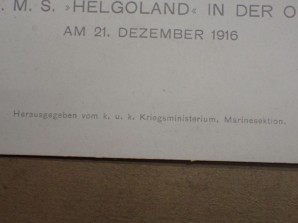 . M. S. »HELGOLAND« IN DER O
AM 21. DEZEMBER 1916
Herausgegeben vom k. u. k. Kriegsministerium, Marinesektion.